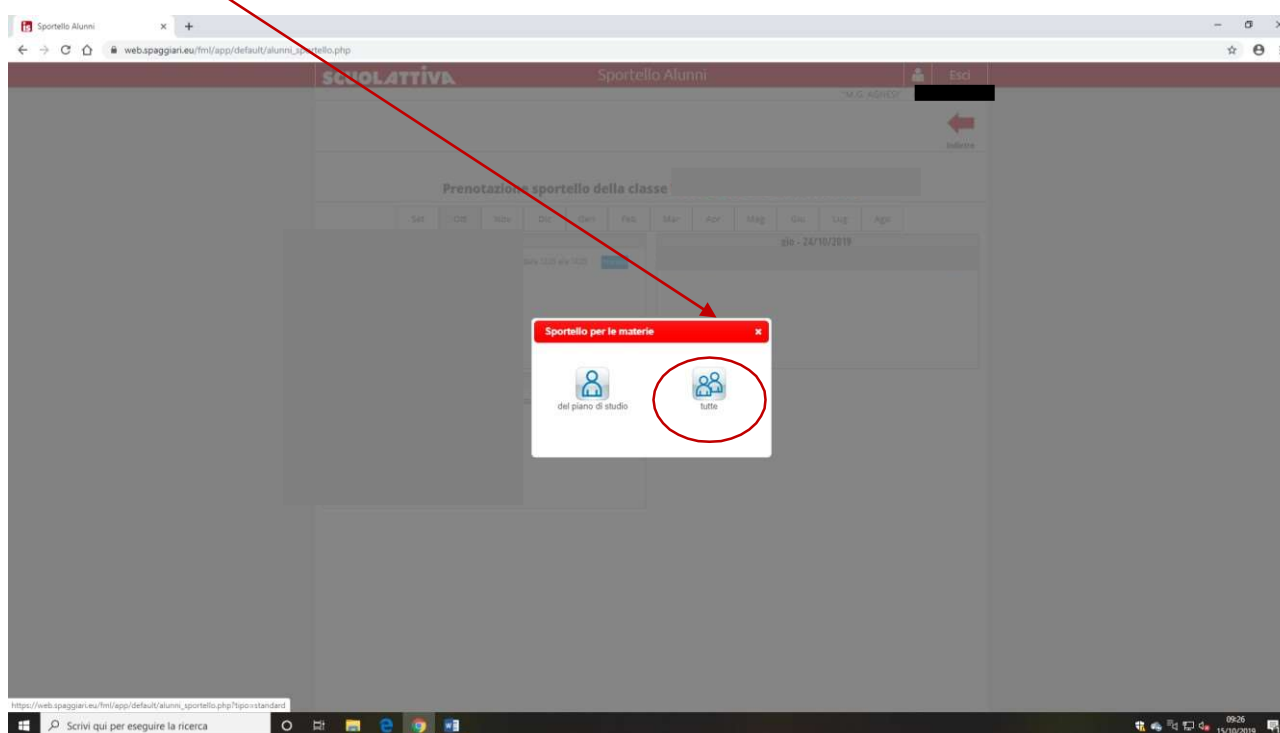 Sportello Alunni
web.spaggiari.eu/fml/app/default/alunni_sportello.php
SCUOLATTIVA Sportello Alunni Esci
"M.G. AGNESI"
Indietro
Prenotazione sportello della classe
Set Ott Nov Dic Gen Feb Mar Apr Mag Giu Lug Ago
gio - 24/10/2019
Sportello per le materie
del piano di studio
tutte
https://web.spaggiari.eu/fml/app/default/alunni_sportello.php?tipo=standard
Scrivi qui per eseguire la ricerca
09:26
15/10/2019